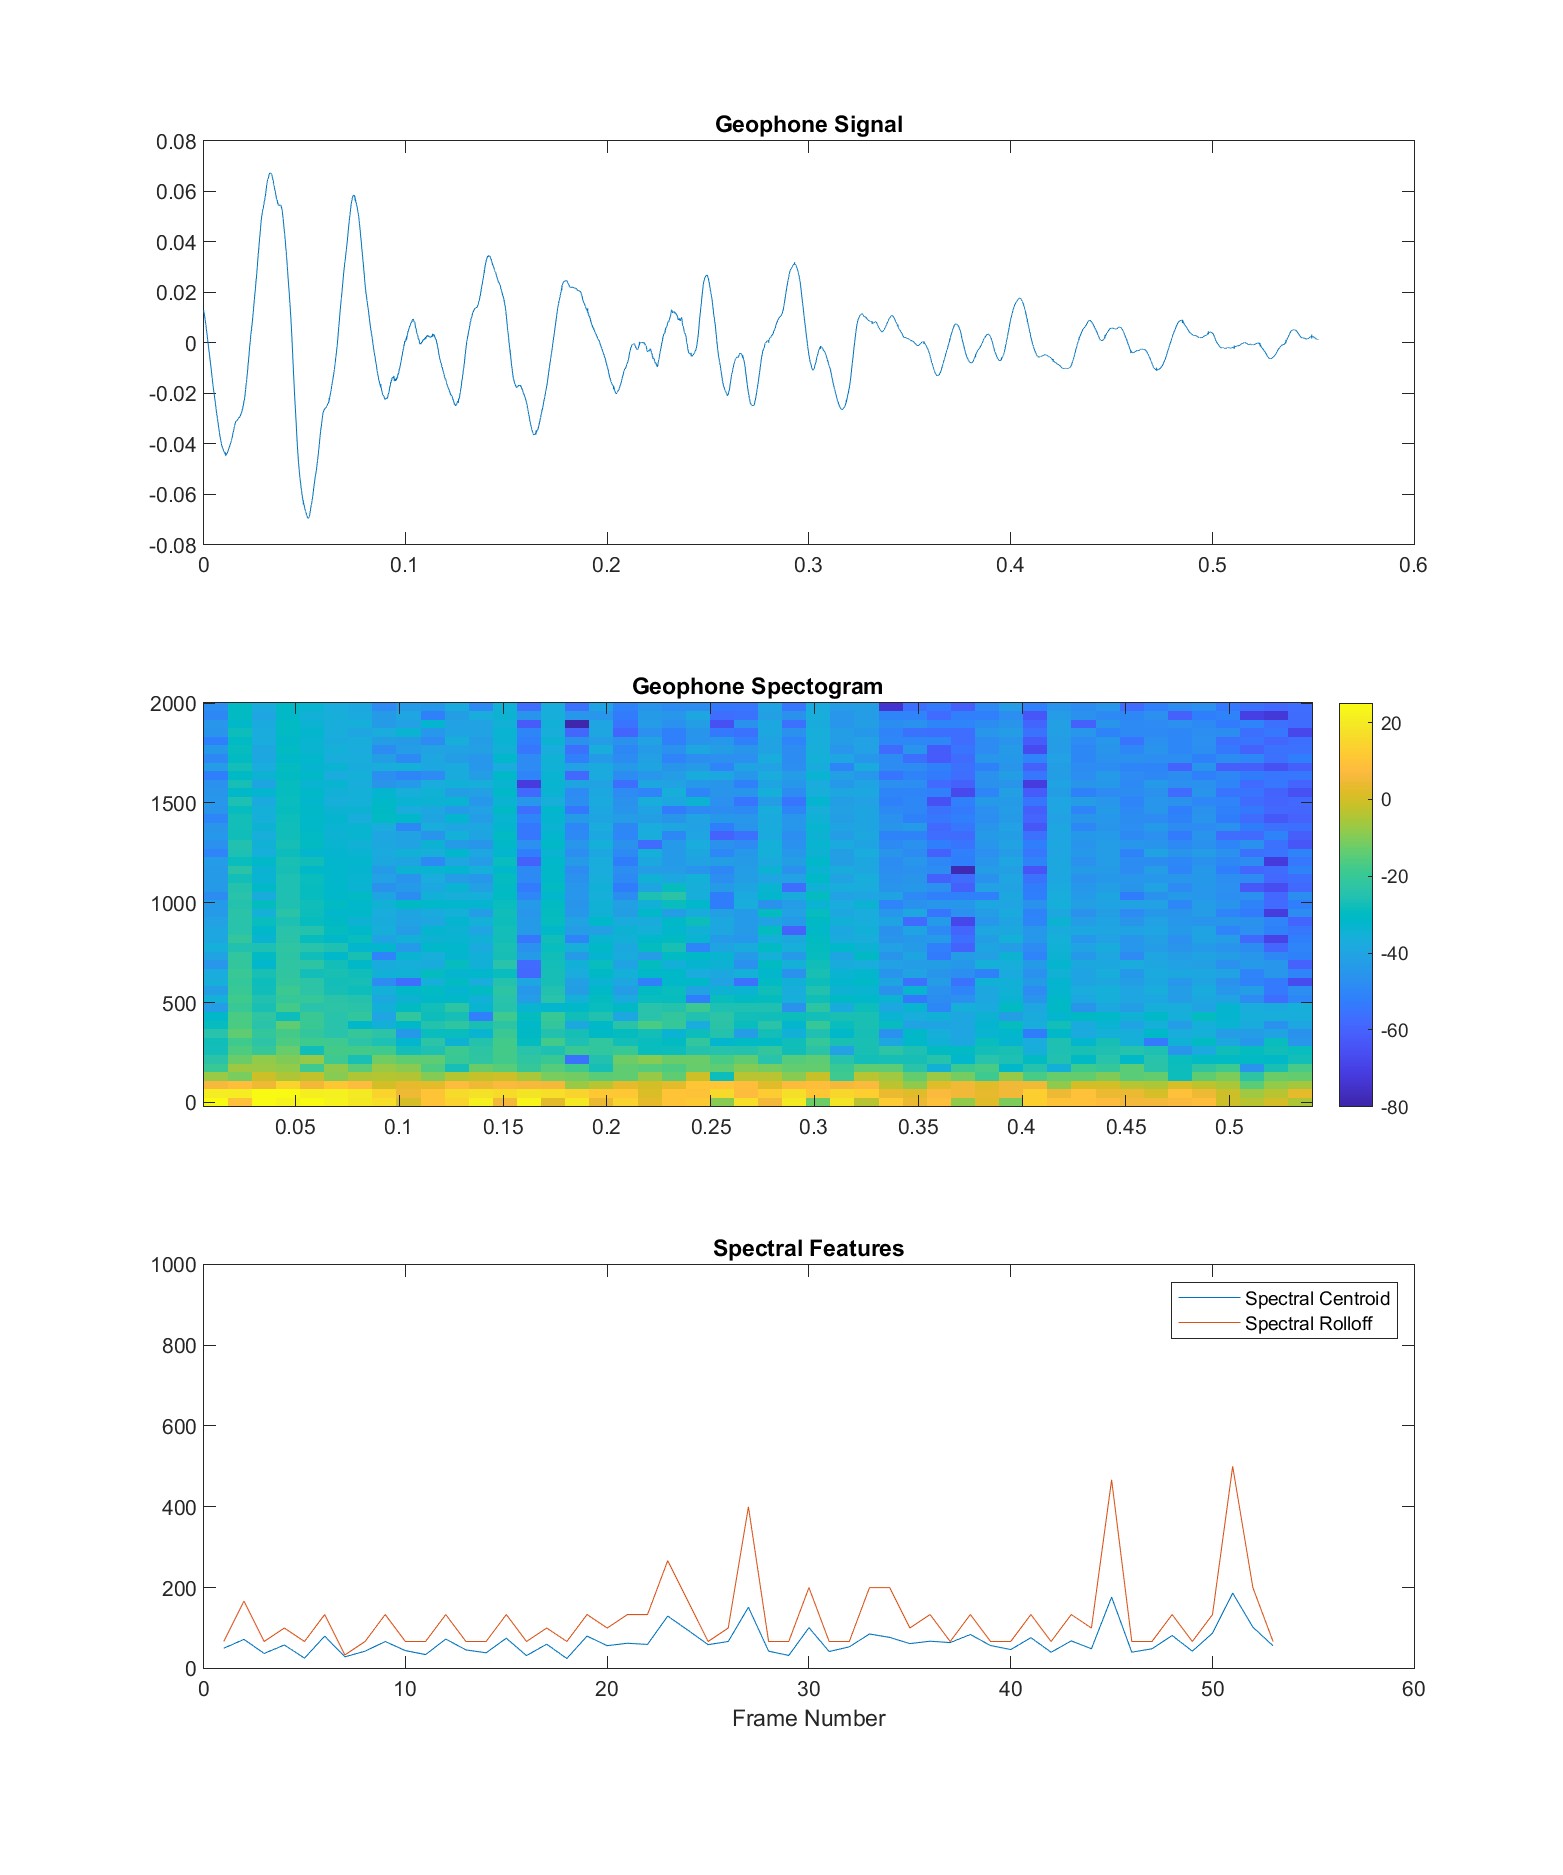 Geophone Signal
0.08
0.06
0.04
0.02
0
-0.02
-0.04
-0.06
-0.08
0 0.1 0.2 0.3 0.4 0.5 0.6
Geophone Spectogram
2000
1500
1000
500
0
0.05 0.1 0.15 0.2 0.25 0.3 0.35 0.4 0.45 0.5
20
0
-20
-40
-60
-80
Spectral Features
1000
800
600
400
200
0
Spectral Centroid
Spectral Rolloff
0 10 20 30 40 50 60
Frame Number